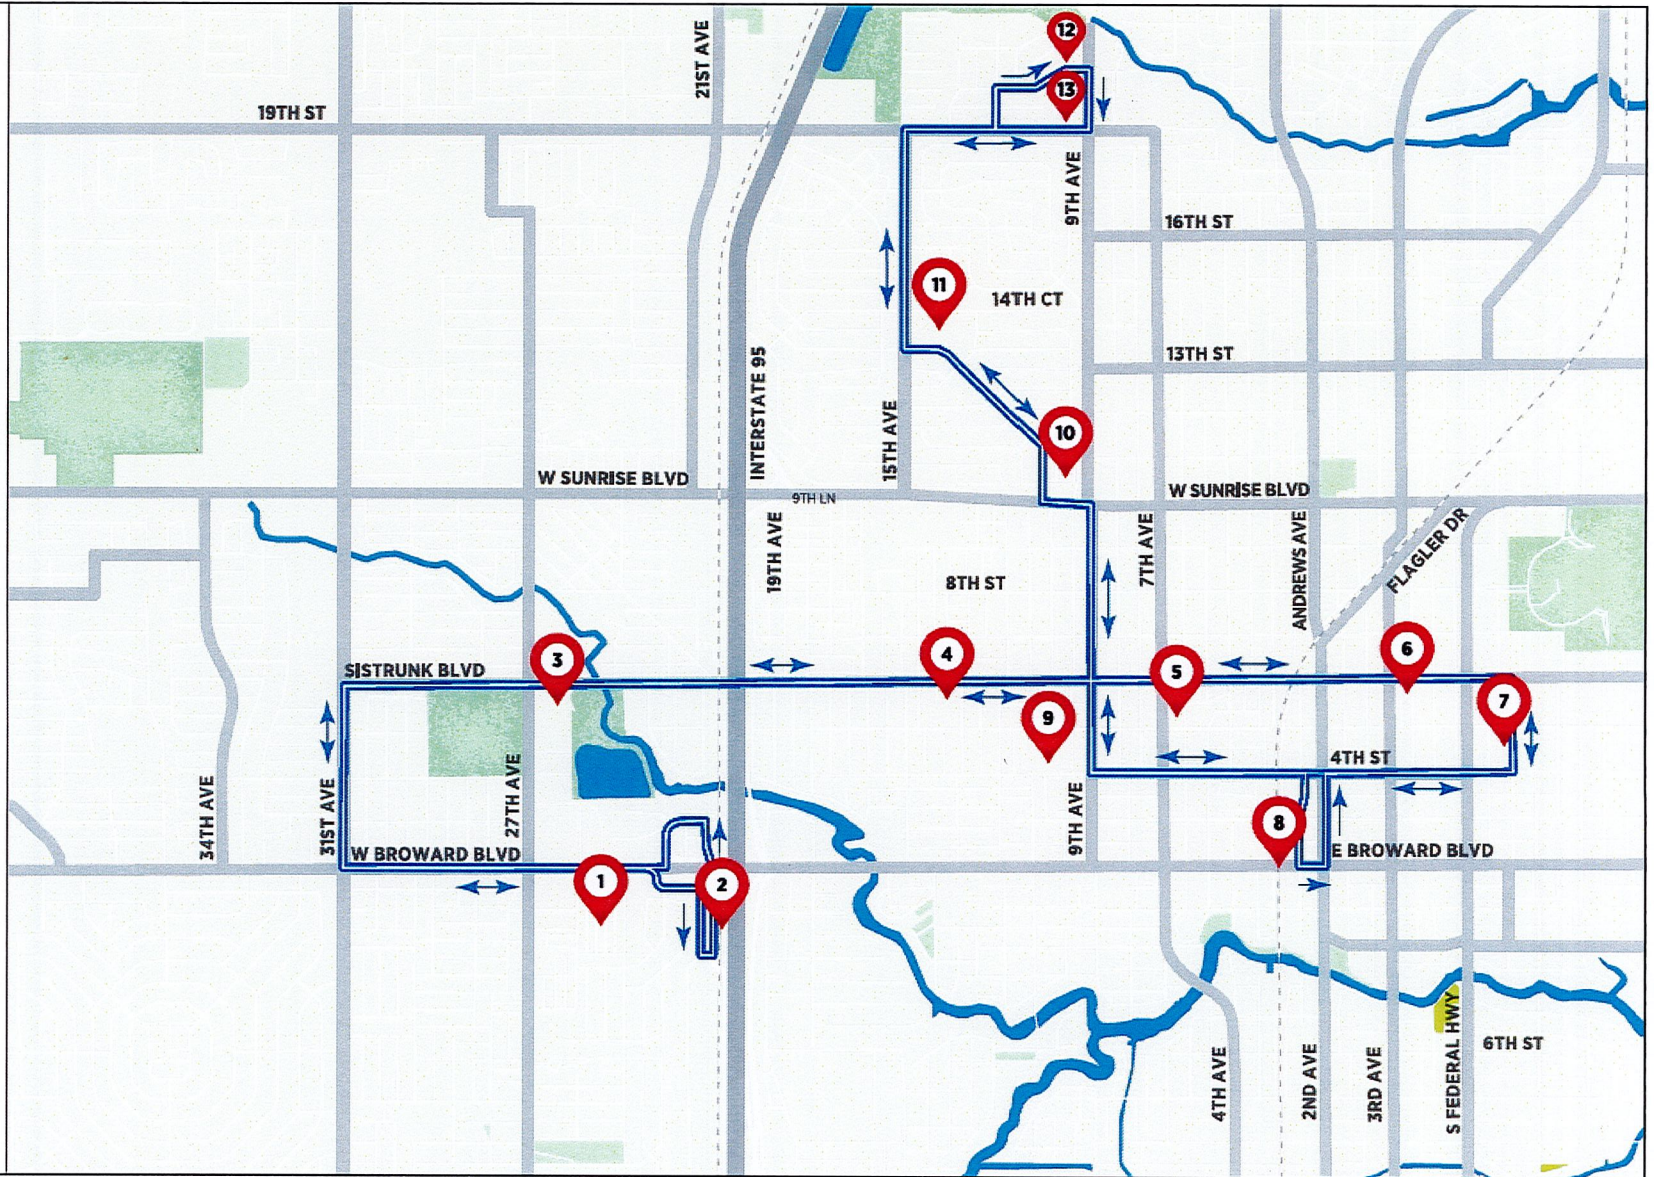 12
21ST AVE
13
19TH ST
9TH AVE
16TH ST
11
14TH CT
13TH ST
INTERSTATE 95
15TH AVE
10
W SUNRISE BLVD
9TH LN
W SUNRISE BLVD
19TH AVE
7TH AVE
ANDREWS AVE
FLAGLER DR
8TH ST
SISTRUNK BLVD
3
4
5
6
7
9
4TH ST
34TH AVE
31ST AVE
27TH AVE
9TH AVE
8
W BROWARD BLVD
E BROWARD BLVD
1
2
4TH AVE
2ND AVE
3RD AVE
S FEDERAL HWY
6TH ST